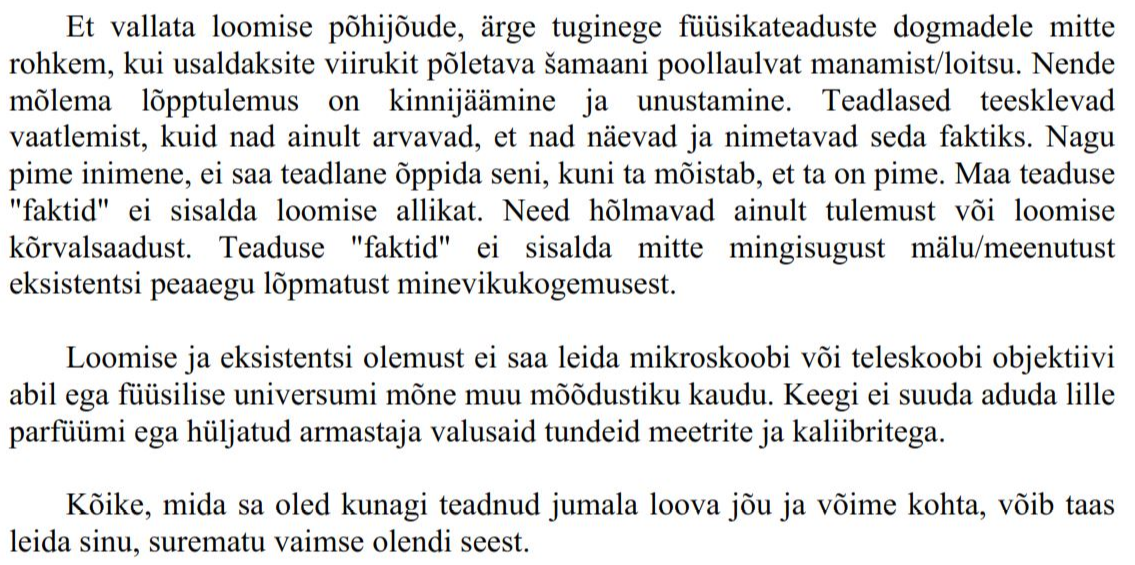 Et vallata loomise põhijõude, ärge tuginege füüsikateaduste dogmadele mitte
rohkem, kui usaldaksite viirukit põletava šamaani poollaulvat manamist/loitsu. Nende
mõlema lõpptulemus on kinnijäämine ja unustamine. Teadlased teesklevad
vaatlemist, kuid nad ainult arvavad, et nad näevad ja nimetavad seda faktiks. Nagu
pime inimene, ei saa teadlane õppida seni, kuni ta mõistab, et ta on pime. Maa teaduse
"faktid" ei sisalda loomise allikat. Need hõlmavad ainult tulemust või loomise
kõrvalsaadust. Teaduse "faktid" ei sisalda mitte mingisugust mälu/meenutust
eksistentsi peaaegu lõpmatust minevikukogemusest.
Loomise ja eksistentsi olemust ei saa leida mikroskoobi või teleskoobi objektiivi
abil ega füüsilise universumi mõne muu mõõdustiku kaudu. Keegi ei suuda aduda lille
parfüümi ega hüljatud armastaja valusaid tundeid meetrite ja kaliibritega.
Kõike, mida sa oled kunagi teadnud jumala loova jõu ja võime kohta, võib taas
leida sinu, surematu vaimse olendi seest.